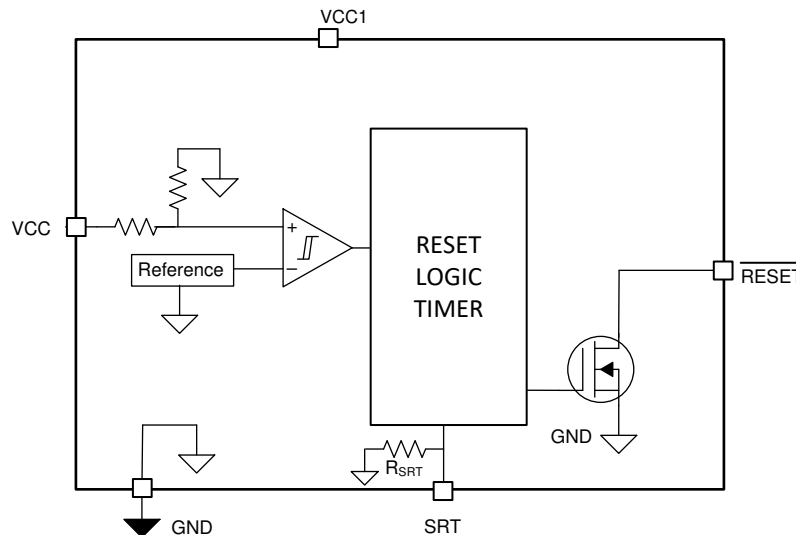 VCC1
VCC
+
−
Reference
RESET
LOGIC
TIMER
RESET
GND
RSRT
GND
SRT